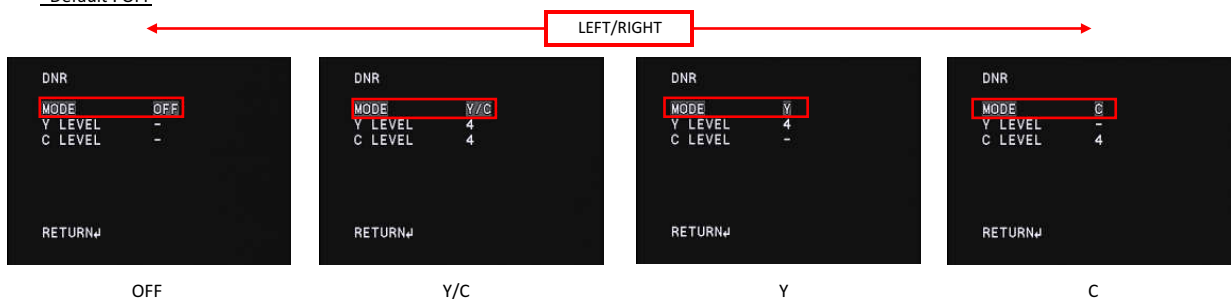 Default : OFF
LEFT/RIGHT
DNR
MODE OFF
Y LEVEL -
C LEVEL -
RETURN↲
OFF
DNR
MODE Y/C
Y LEVEL 4
C LEVEL 4
RETURN↲
Y/C
DNR
MODE Y
Y LEVEL 4
C LEVEL -
RETURN↲
Y
DNR
MODE C
Y LEVEL -
C LEVEL 4
RETURN↲
C